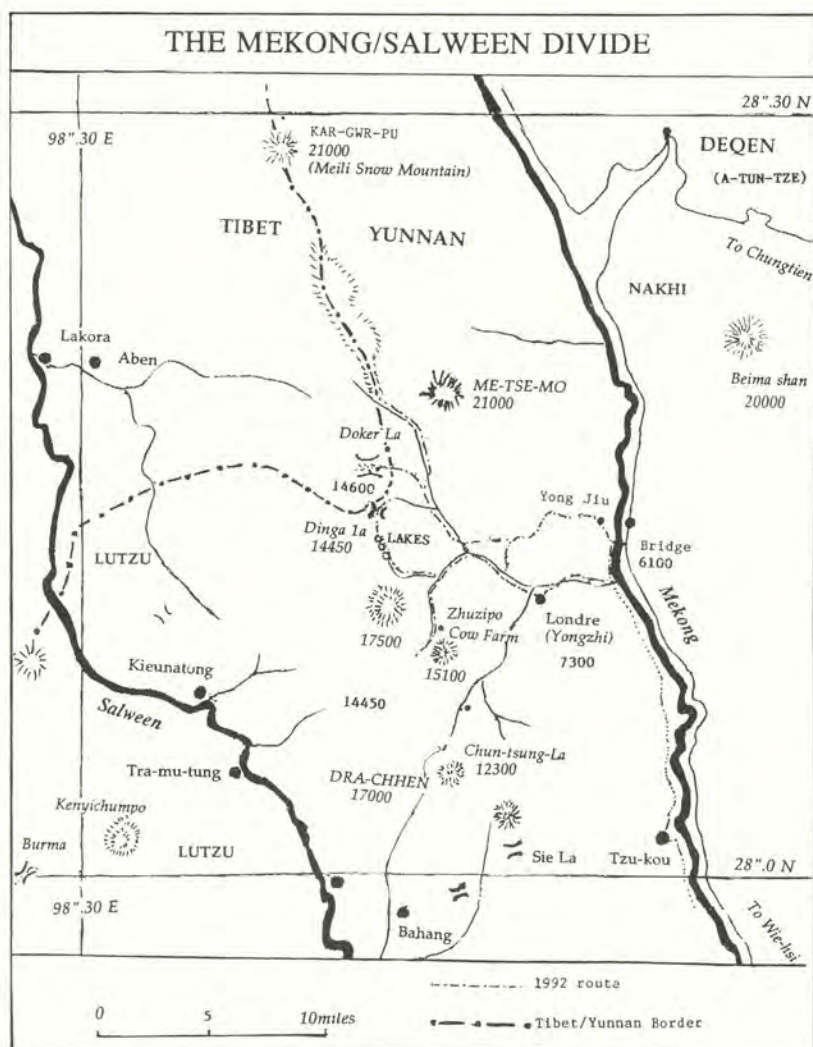 THE MEKONG/SALWEEN DIVIDE
28".30 N
98".30 E
KAR-GWR-PU
21000
(Meili Snow Mountain)
DEQEN
(A-TUN-TZE)
TIBET
YUNNAN
To Chungtien
NAKHI
Lakora
Aben
ME-TSE-MO
21000
Beima shan
20000
Doker La
14600
Yong Jiu
Dinga la
14450
LAKES
Bridge
6100
LUTZU
Mekong
17500
Zhuzipo
Cow Farm
15100
Londre
(Yongzhi)
7300
Kieunatong
Salween
14450
Tra-mu-tung
DRA-CHHEN
17000
Chun-tsung-La
12300
Kenyichumpo
Burma
LUTZU
Sie La
Tzu-kou
28".0 N
98".30 E
Bahang
To Wie-hsi
1992 route
0 5 10miles
Tibet/Yunnan Border